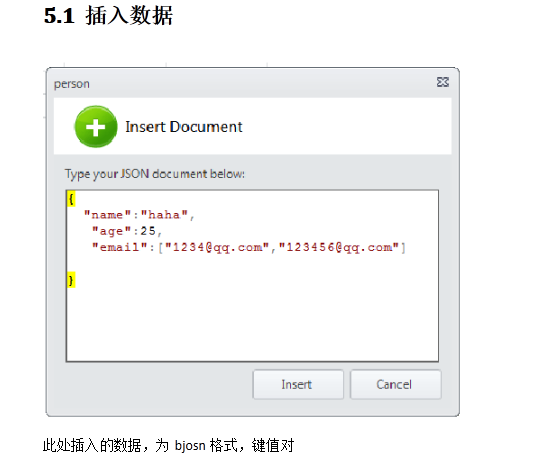 5.1 插入数据
person
Insert Document
Type your JSON document below:
{
"name":"haha",
"age":25,
"email":["1234@qq.com","123456@qq.com"]
}
Insert
Cancel
此处插入的数据，为 bjosn 格式，键值对